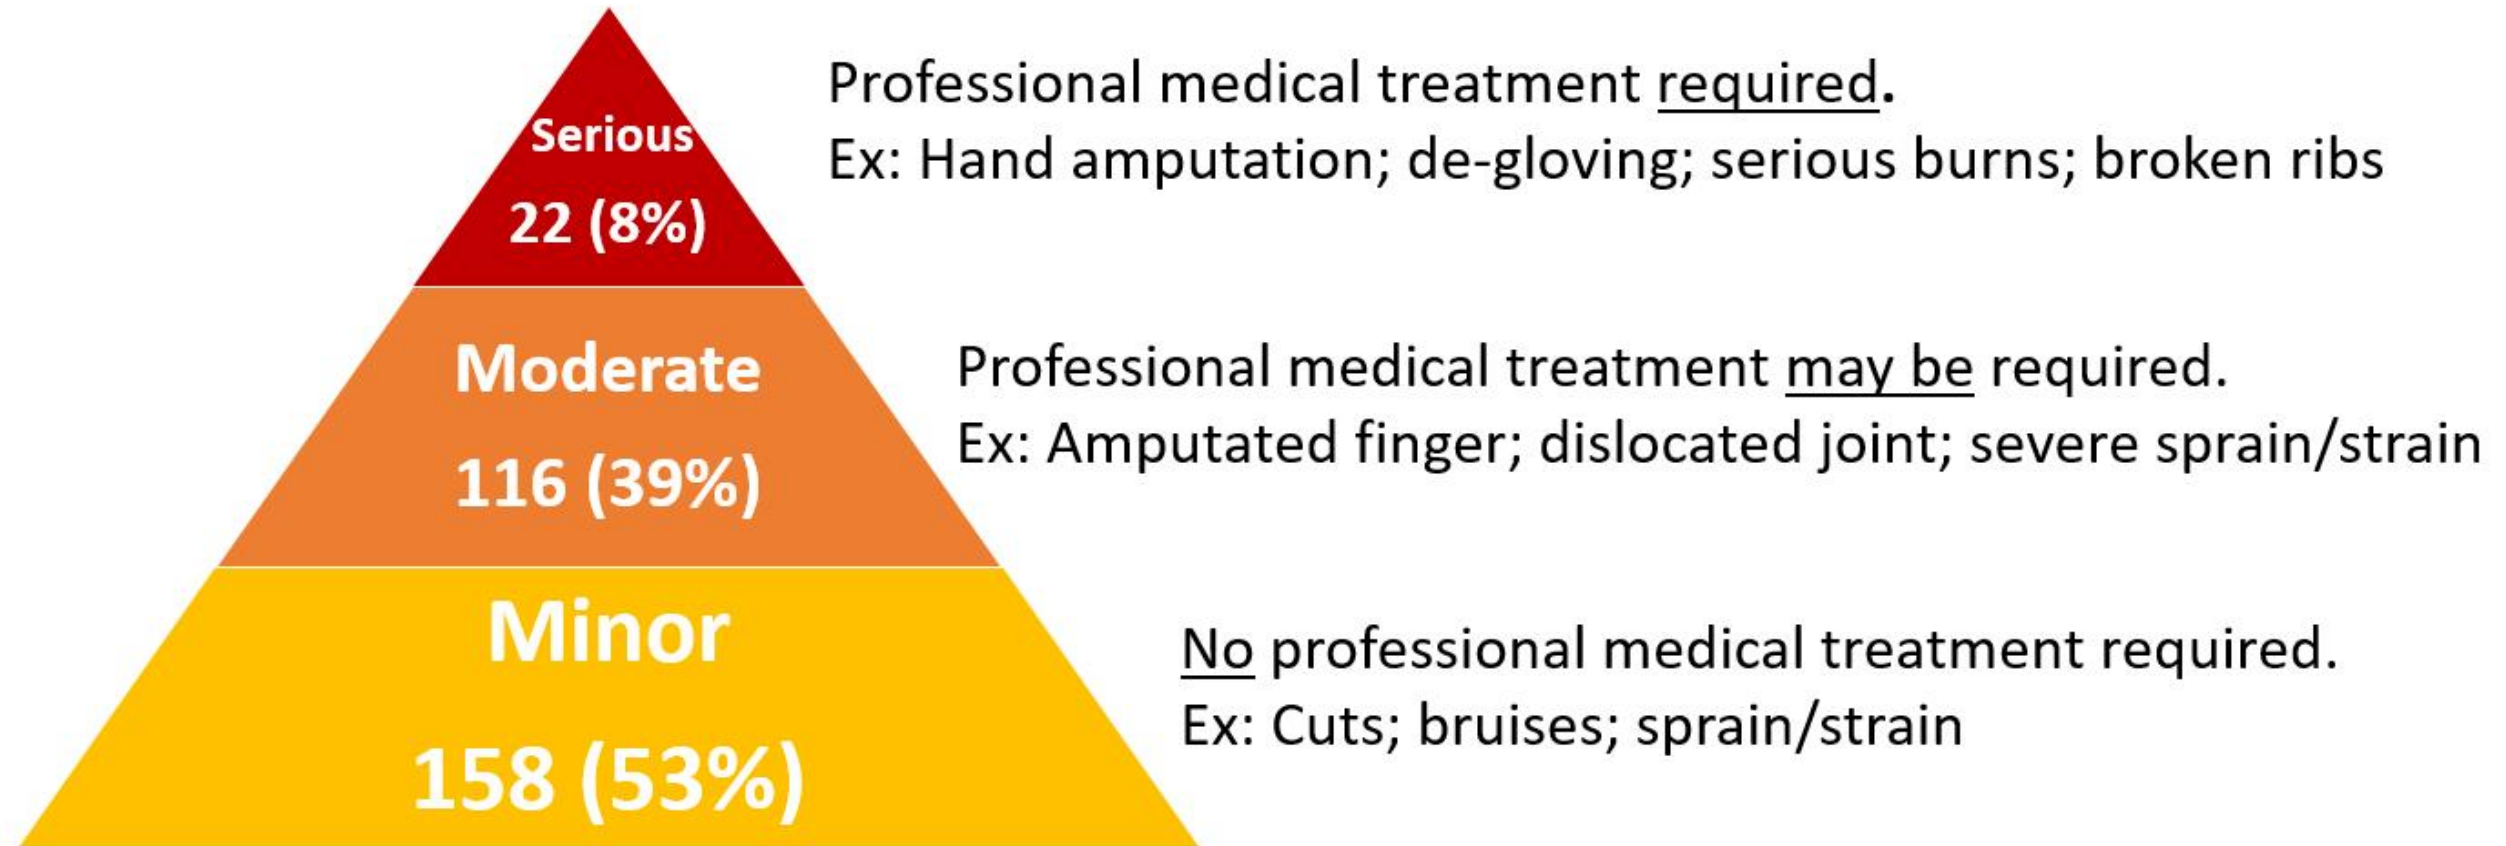 Serious
22 (8%)
Professional medical treatment required.
Ex: Hand amputation; de-gloving; serious burns; broken ribs
Moderate
116 (39%)
Professional medical treatment may be required.
Ex: Amputated finger; dislocated joint; severe sprain/strain
Minor
158 (53%)
No professional medical treatment required.
Ex: Cuts; bruises; sprain/strain